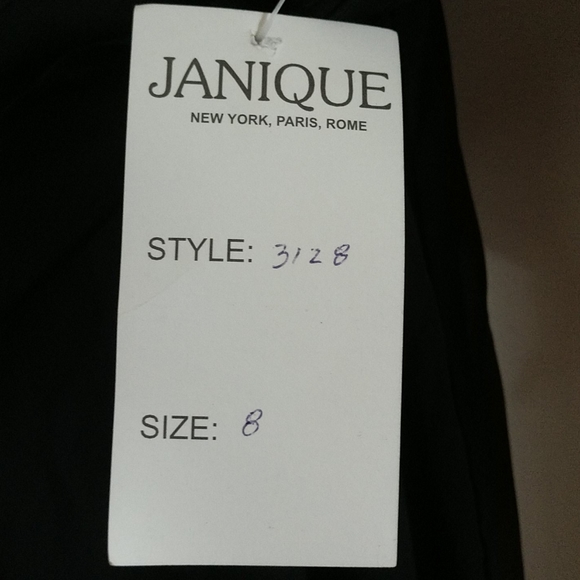 JANIQUE
NEW YORK, PARIS, ROME
STYLE: 3128
SIZE: 8